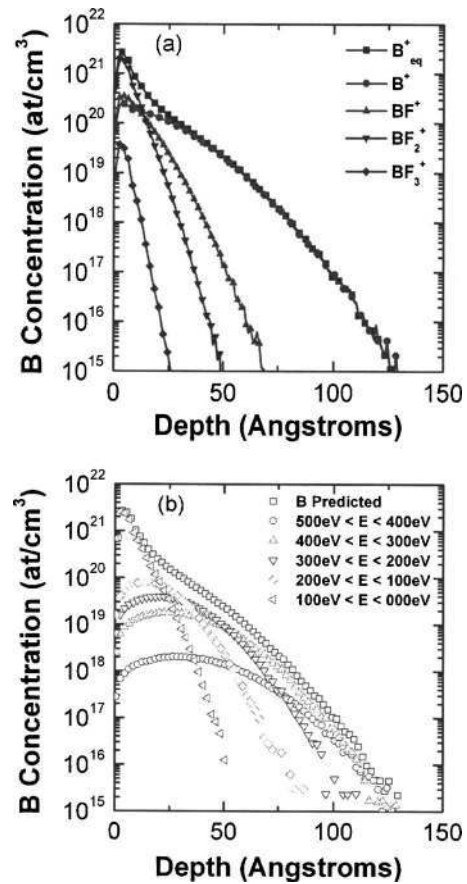 (a)
B⁺eq
B⁺
BF⁺
BF₂⁺
BF₃⁺
B Concentration (at/cm³)
10²²
10²¹
10²⁰
10¹⁹
10¹⁸
10¹⁷
10¹⁶
10¹⁵
0 50 100 150
Depth (Angstroms)
(b)
B Predicted
500eV < E < 400eV
400eV < E < 300eV
300eV < E < 200eV
200eV < E < 100eV
100eV < E < 000eV
B Concentration (at/cm³)
10²²
10²¹
10²⁰
10¹⁹
10¹⁸
10¹⁷
10¹⁶
10¹⁵
0 50 100 150
Depth (Angstroms)